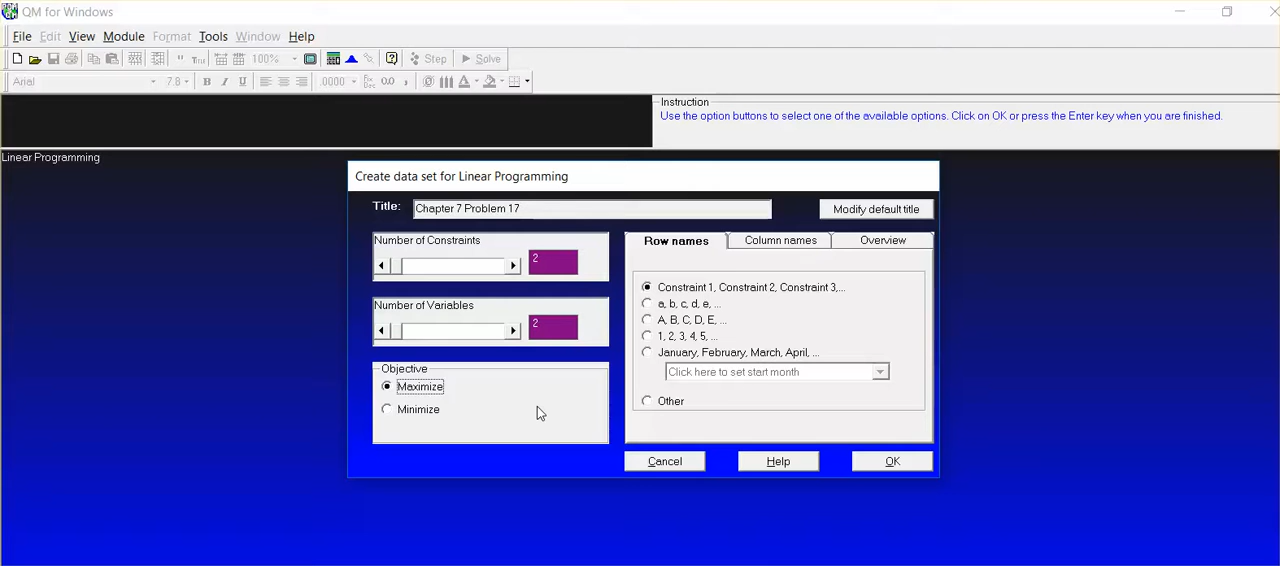 QM for Windows
File Edit View Module Format Tools Window Help
100% Step Solve
Arial 7.8 B I U .0000 0.0 ,
Instruction
Use the option buttons to select one of the available options. Click on OK or press the Enter key when you are finished.
Linear Programming
Create data set for Linear Programming
Title: Chapter 7 Problem 17 Modify default title
Number of Constraints
2
Number of Variables
2
Objective
Maximize
Minimize
Row names Column names Overview
Constraint 1, Constraint 2, Constraint 3,...
a, b, c, d, e, ...
A, B, C, D, E, ...
1, 2, 3, 4, 5, ...
January, February, March, April, ...
Click here to set start month
Other
Cancel Help OK